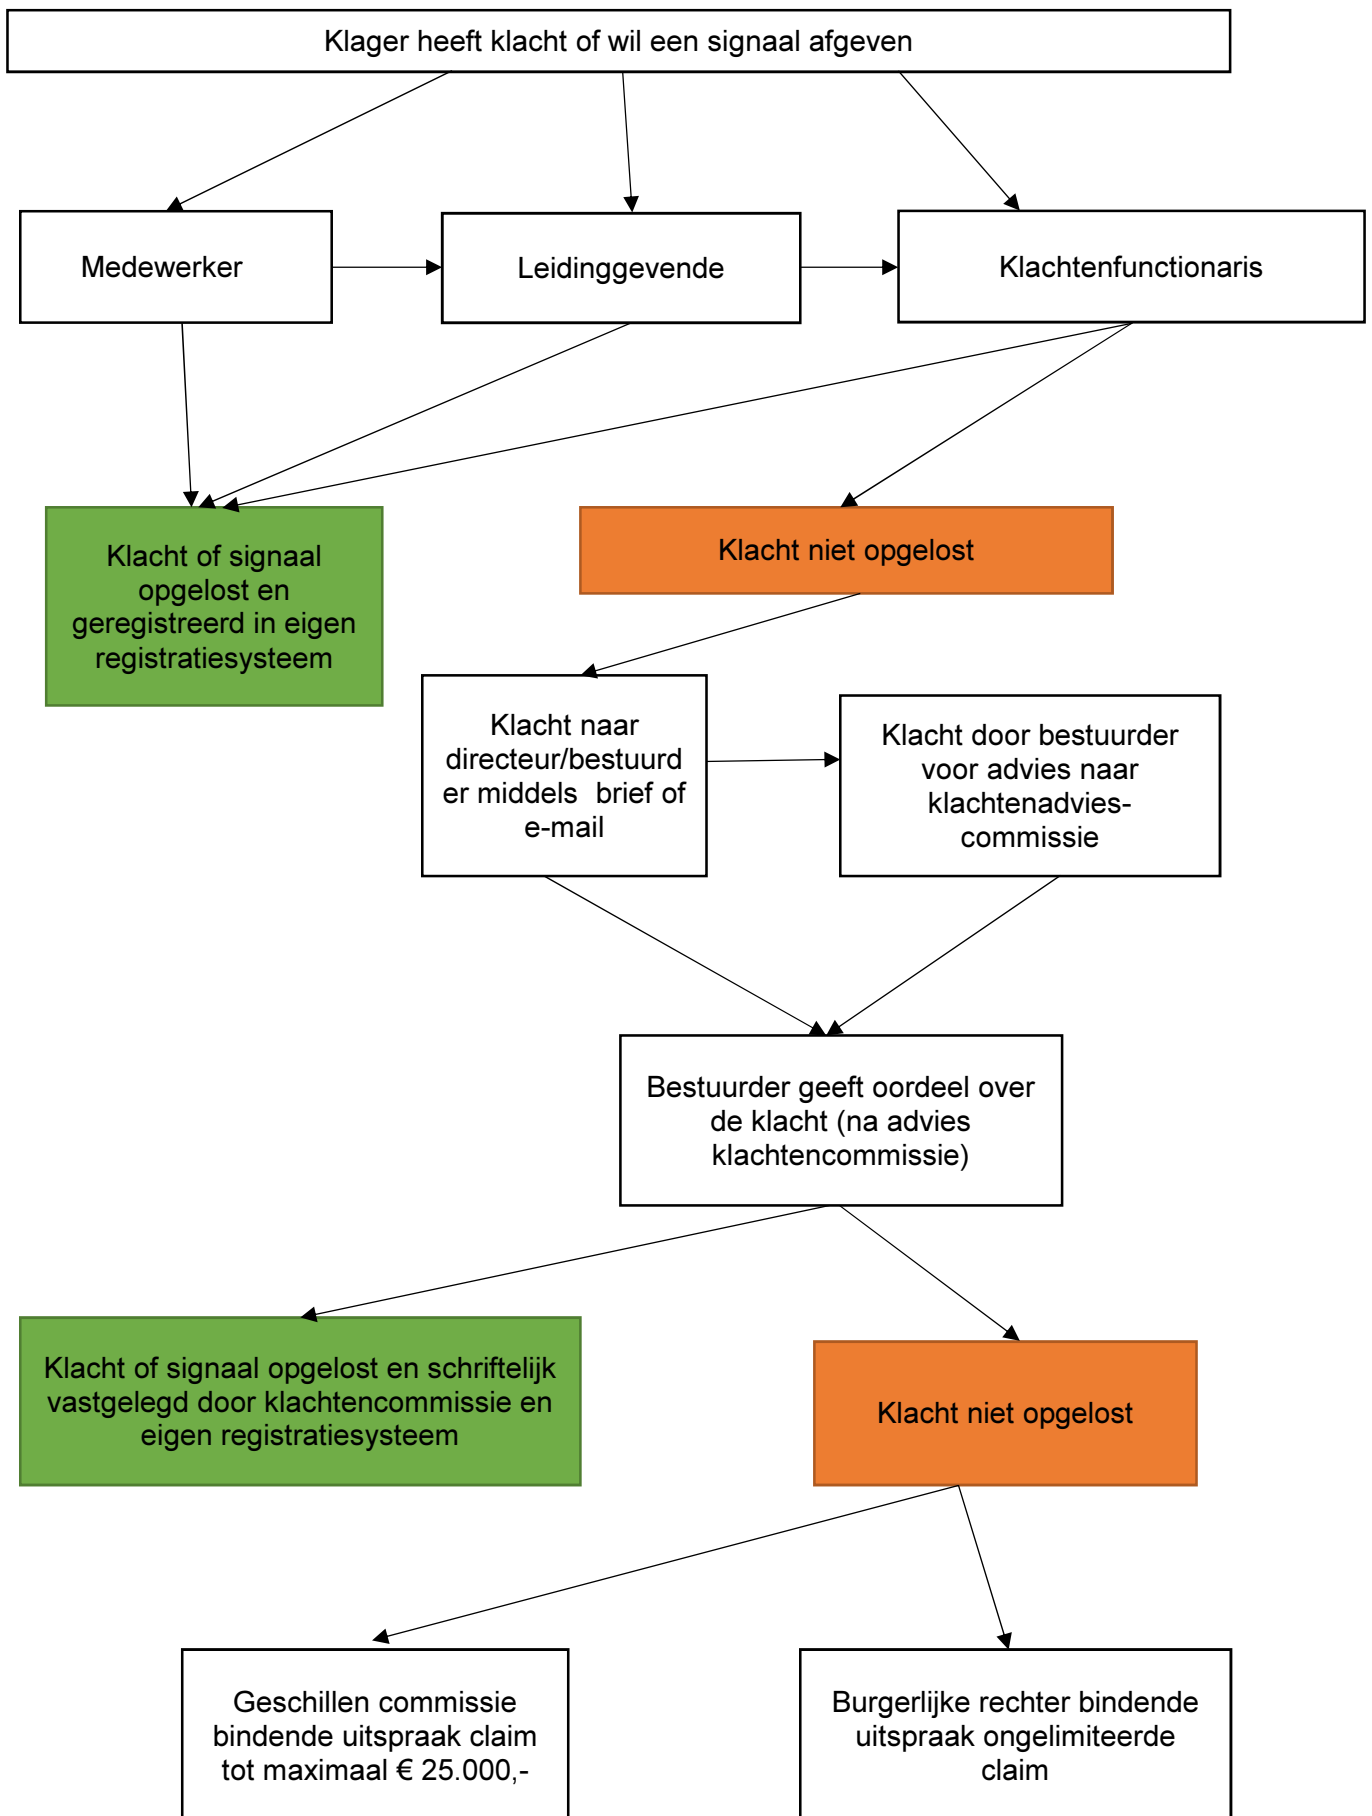 Klager heeft klacht of wil een signaal afgeven
Medewerker
Leidinggevende
Klachtenfunctionaris
Klacht of signaal
opgelost en
geregistreerd in eigen
registratiesysteem
Klacht niet opgelost
Klacht naar
directeur/bestuurd
er middels  brief of
e-mail
Klacht door bestuurder
voor advies naar
klachtenadvies-
commissie
Bestuurder geeft oordeel over
de klacht (na advies
klachtencommissie)
Klacht of signaal opgelost en schriftelijk
vastgelegd door klachtencommissie en
eigen registratiesysteem
Klacht niet opgelost
Geschillen commissie
bindende uitspraak claim
tot maximaal € 25.000,-
Burgerlijke rechter bindende
uitspraak ongelimiteerde
claim